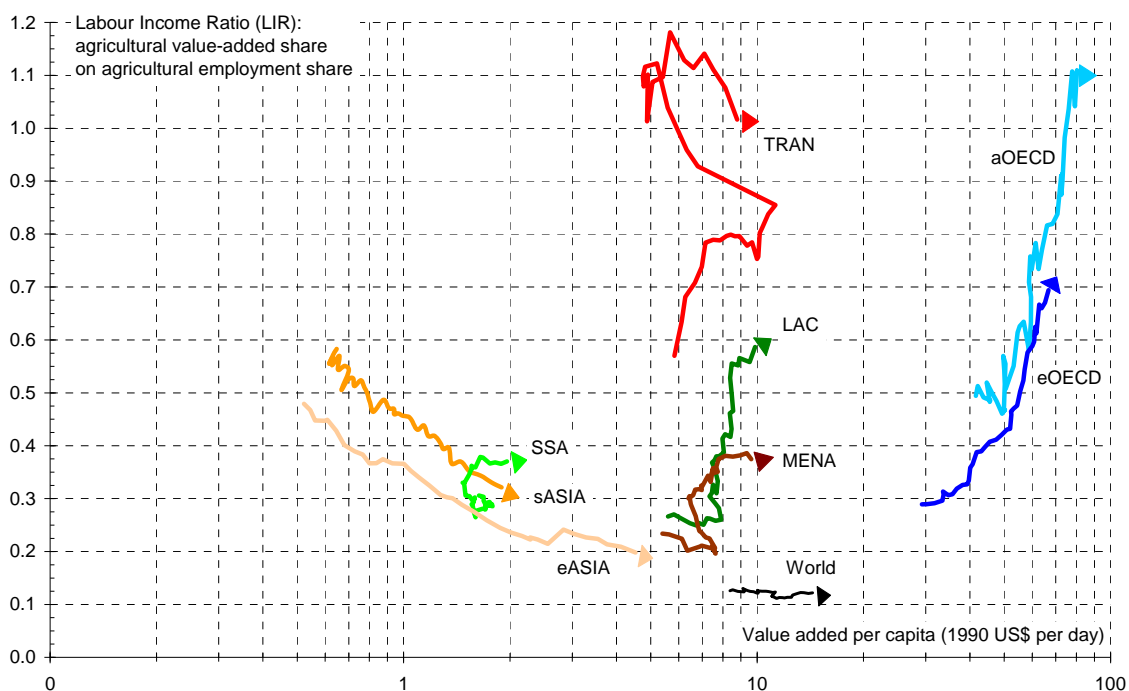 1.2
Labour Income Ratio (LIR):
agricultural value-added share
on agricultural employment share
1.1
1.0
TRAN
aOECD
0.9
0.8
0.7
LAC
0.6
eOECD
0.5
0.4
SSA
MENA
0.3
sASIA
0.2
eASIA
World
0.1
Value added per capita (1990 US$ per day)
0.0
0
1
10
100